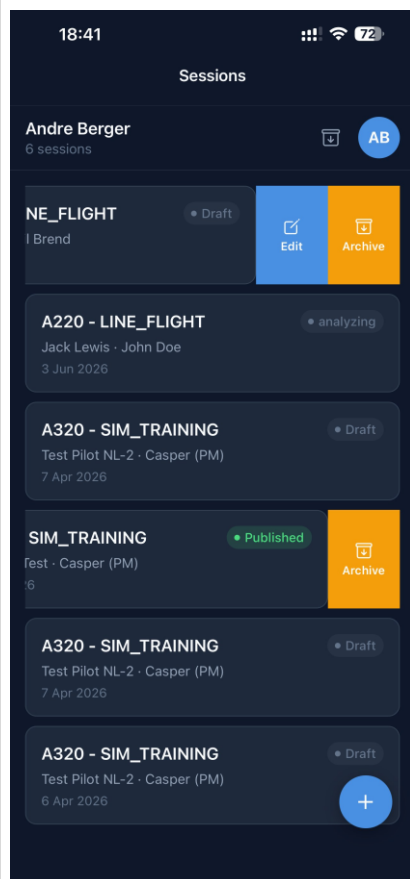 18:41
72
Sessions
Andre Berger
6 sessions
AB
NE_FLIGHT
Draft
l Brend
Edit
Archive
A220 - LINE_FLIGHT
analyzing
Jack Lewis · John Doe
3 Jun 2026
A320 - SIM_TRAINING
Draft
Test Pilot NL-2 · Casper (PM)
7 Apr 2026
SIM_TRAINING
Published
Test · Casper (PM)
26
Archive
A320 - SIM_TRAINING
Draft
Test Pilot NL-2 · Casper (PM)
7 Apr 2026
A320 - SIM_TRAINING
Draft
Test Pilot NL-2 · Casper (PM)
6 Apr 2026
+